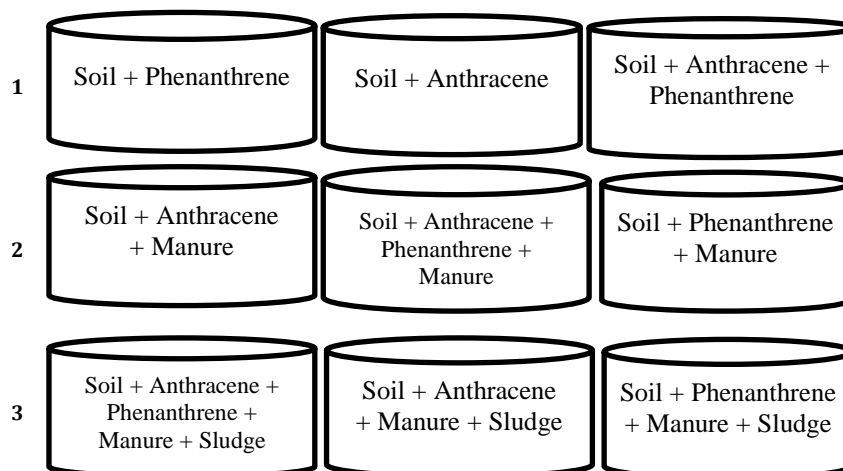 1
Soil + Phenanthrene
Soil + Anthracene
Soil + Anthracene +
Phenanthrene
2
Soil + Anthracene
+ Manure
Soil + Anthracene +
Phenanthrene +
Manure
Soil + Phenanthrene
+ Manure
3
Soil + Anthracene +
Phenanthrene +
Manure + Sludge
Soil + Anthracene
+ Manure + Sludge
Soil + Phenanthrene
+ Manure + Sludge